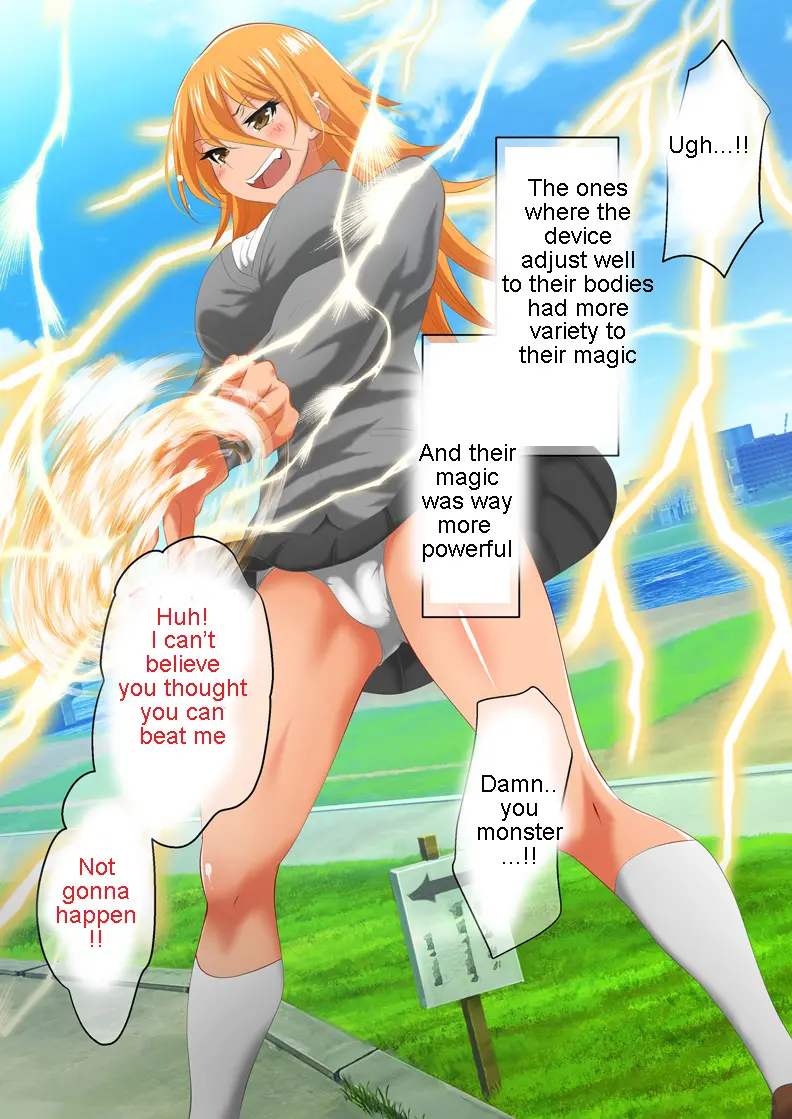 Ugh...!!
The ones
where the
device
adjust well
to their bodies
had more
variety to
their magic
And their
magic
was way
more
powerful
Huh!
I can't
believe
you thought
you can
beat me
Not
gonna
happen
!!
Damn..
you
monster
...!!